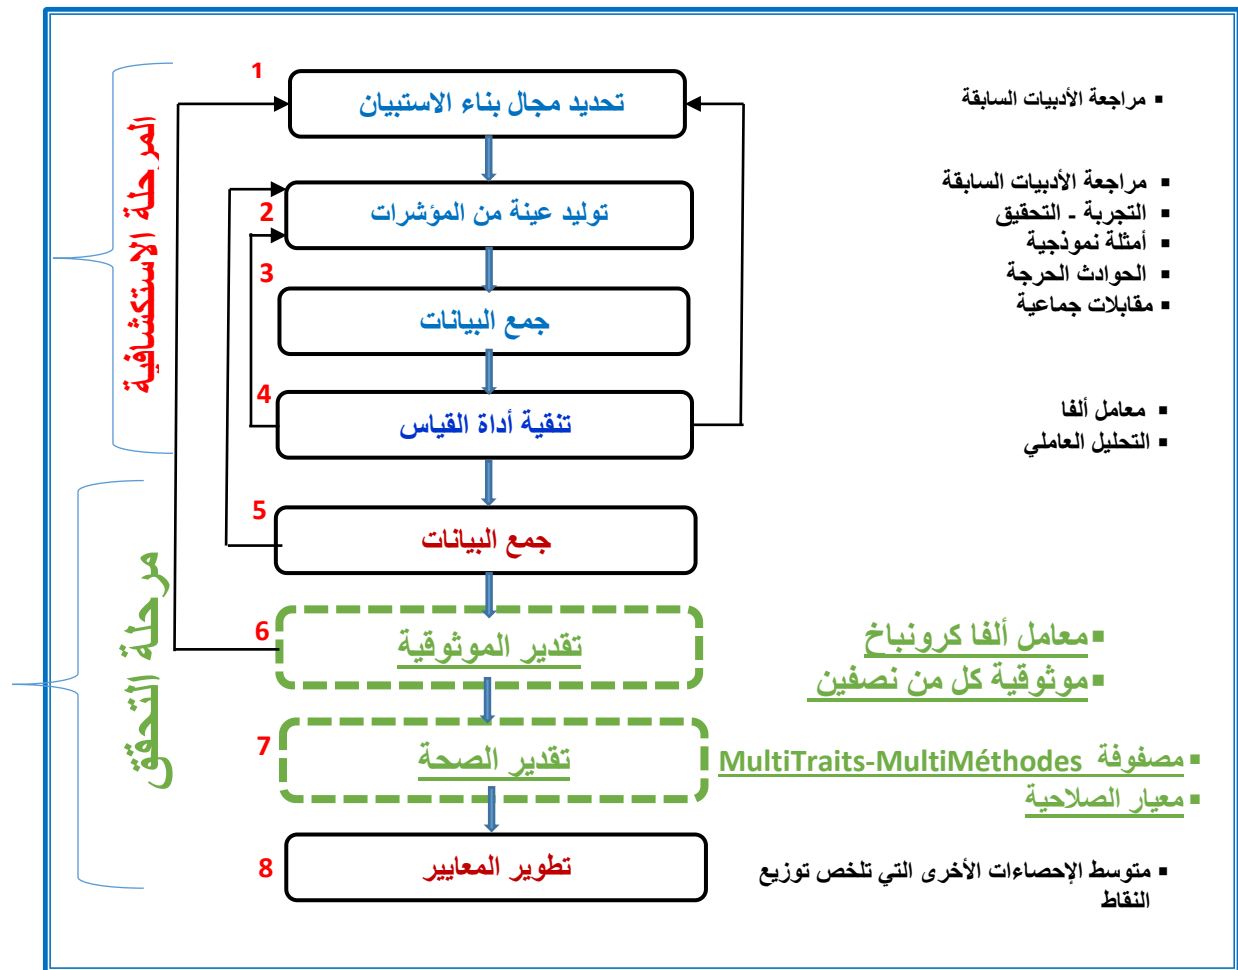 المرحلة الاستكشافية
1
تحديد مجال بناء الاستبيان
▪ مراجعة الأدبيات السابقة
2
توليد عينة من المؤشرات
▪ مراجعة الأدبيات السابقة
▪ التجربة - التحقيق
▪ أمثلة نموذجية
▪ الحوادث الحرجة
▪ مقابلات جماعية
3
جمع البيانات
4
تنقية أداة القياس
▪ معامل ألفا
▪ التحليل العاملي
مرحلة التحقق
5
جمع البيانات
6
تقدير الموثوقية
▪ معامل ألفا كرونباخ
▪ موثوقية كل من نصفين
7
تقدير الصحة
▪ مصفوفة MultiTraits-MultiMéthodes
▪ معيار الصلاحية
8
تطوير المعايير
▪ متوسط الإحصاءات الأخرى التي تلخص توزيع
النقاط